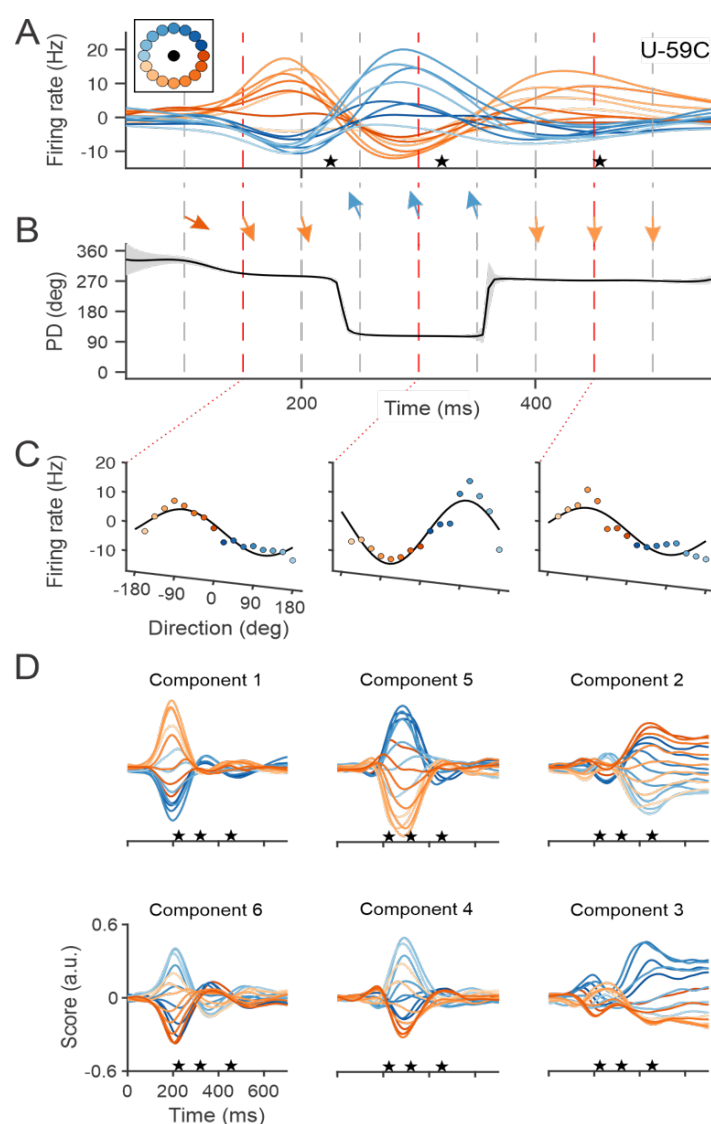 A
U-59C
Firing rate (Hz)
20
10
0
-10
B
PD (deg)
360
270
180
90
0
200
400
Time (ms)
C
Firing rate (Hz)
20
10
0
-10
-180
-90
0
90
180
Direction (deg)
D
Component 1
Component 5
Component 2
Component 6
Component 4
Component 3
Score (a.u.)
0.6
0
-0.6
0
200
400
600
Time (ms)